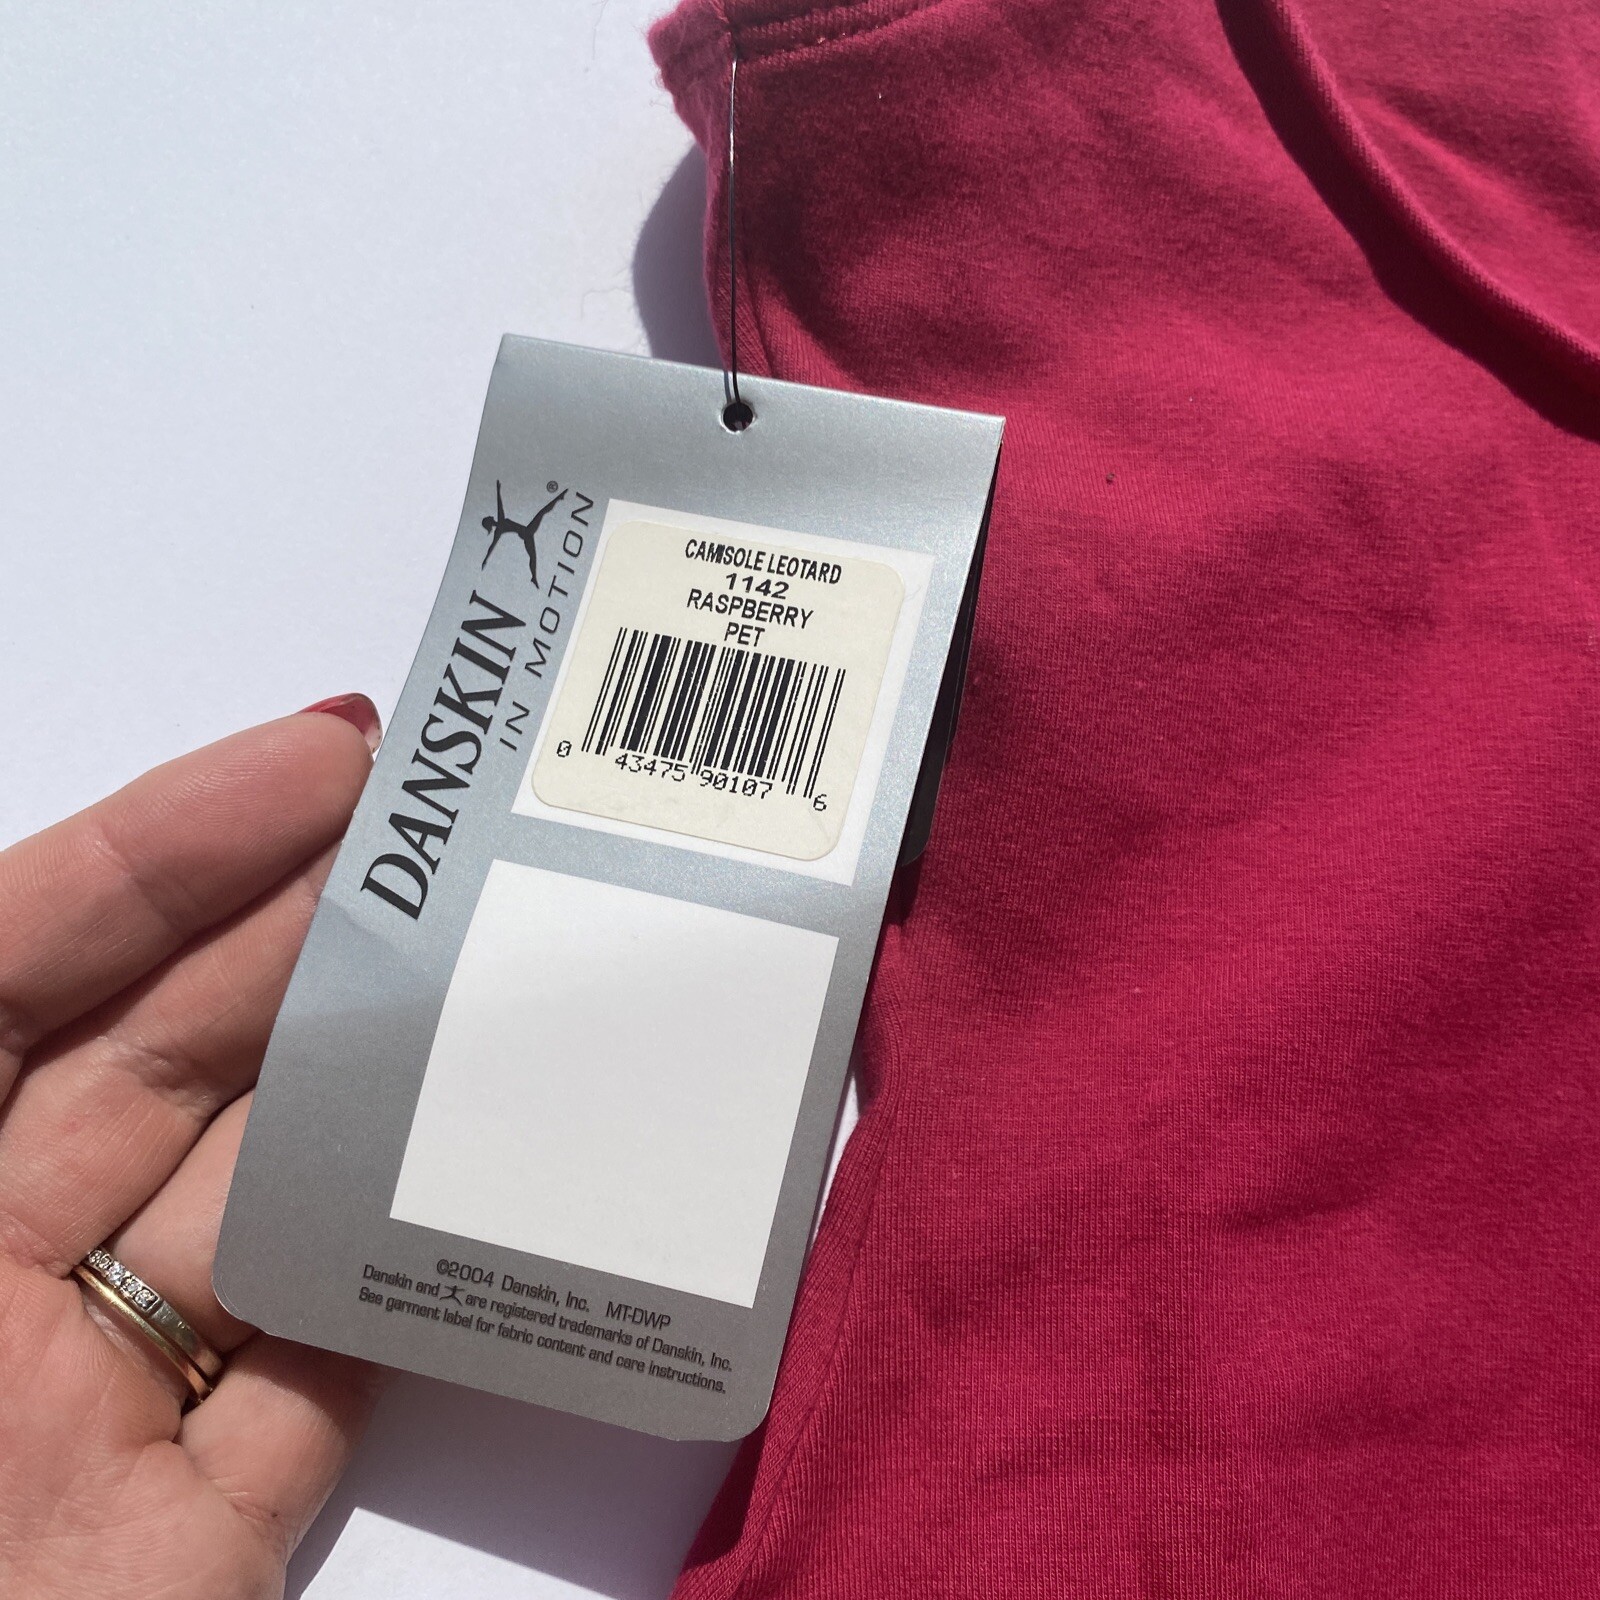 DANSKIN ®
IN MOTION
CAMISOLE LEOTARD
1142
RASPBERRY
PET
0 43475 90107 6
©2004 Danskin, Inc. MT-DWP
Danskin and are registered trademarks of Danskin, Inc.
See garment label for fabric content and care instructions.